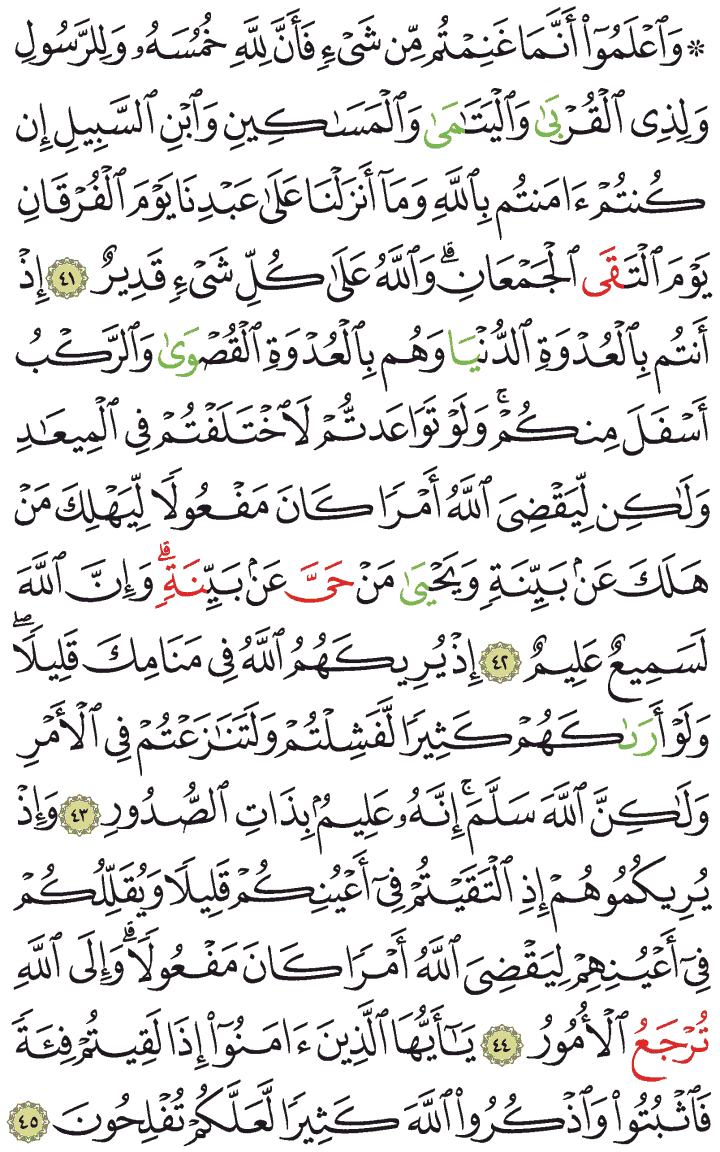 * وَٱعۡلَمُوٓاْ أَنَّمَا غَنِمۡتُم مِّن شَيۡءٖ فَأَنَّ لِلَّهِ خُمُسَهُۥ وَلِلرَّسُولِ
وَلِذِي ٱلۡقُرۡبَىٰ وَٱلۡيَتَٰمَىٰ وَٱلۡمَسَٰكِينِ وَٱبۡنِ ٱلسَّبِيلِ إِن
كُنتُمۡ ءَامَنتُم بِٱللَّهِ وَمَآ أَنزَلۡنَا عَلَىٰ عَبۡدِنَا يَوۡمَ ٱلۡفُرۡقَانِ
يَوۡمَ ٱلۡتَقَى ٱلۡجَمۡعَانِۗ وَٱللَّهُ عَلَىٰ كُلِّ شَيۡءٖ قَدِيرٌ ٤١ إِذۡ
أَنتُم بِٱلۡعُدۡوَةِ ٱلدُّنۡيَا وَهُم بِٱلۡعُدۡوَةِ ٱلۡقُصۡوَىٰ وَٱلرَّكۡبُ
أَسۡفَلَ مِنكُمۡۚ وَلَوۡ تَوَاعَدتُّمۡ لَٱخۡتَلَفۡتُمۡ فِي ٱلۡمِيعَٰدِ
وَلَٰكِن لِّيَقۡضِيَ ٱللَّهُ أَمۡرٗا كَانَ مَفۡعُولٗا لِّيَهۡلِكَ مَنۡ
هَلَكَ عَنۢ بَيِّنَةٖ وَيَحۡيَىٰ مَنۡ حَيَّ عَنۢ بَيِّنَةٖۗ وَإِنَّ ٱللَّهَ
لَسَمِيعٌ عَلِيمٌ ٤٢ إِذۡ يُرِيكَهُمُ ٱللَّهُ فِي مَنَامِكَ قَلِيلٗاۖ
وَلَوۡ أَرَىٰكَهُمۡ كَثِيرٗا لَّفَشِلۡتُمۡ وَلَتَنَٰزَعۡتُمۡ فِي ٱلۡأَمۡرِ
وَلَٰكِنَّ ٱللَّهَ سَلَّمَۚ إِنَّهُۥ عَلِيمُۢ بِذَاتِ ٱلصُّدُورِ ٤٣ وَإِذۡ
يُرِيكُمُوهُمۡ إِذِ ٱلۡتَقَيۡتُمۡ فِيٓ أَعۡيُنِكُمۡ قَلِيلٗا وَيُقَلِّلُكُمۡ
فِيٓ أَعۡيُنِهِمۡ لِيَقۡضِيَ ٱللَّهُ أَمۡرٗا كَانَ مَفۡعُولٗاۗ وَإِلَى ٱللَّهِ
تُرۡجَعُ ٱلۡأُمُورُ ٤٤ يَٰٓأَيُّهَا ٱلَّذِينَ ءَامَنُوٓاْ إِذَا لَقِيتُمۡ فِئَةٗ
فَٱثۡبُتُواْ وَٱذۡكُرُواْ ٱللَّهَ كَثِيرٗا لَّعَلَّكُمۡ تُفۡلِحُونَ ٤٥